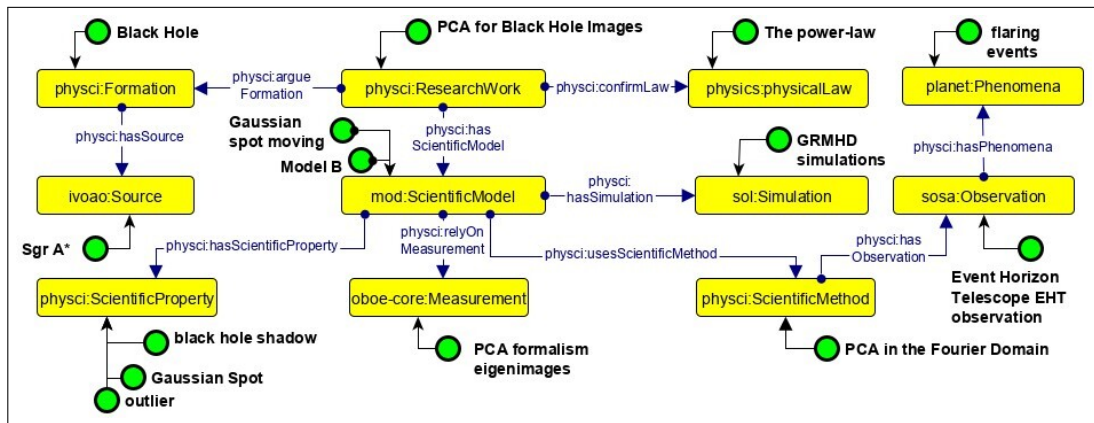 Black Hole
PCA for Black Hole Images
The power-law
flaring
events
physci:Formation
physci:argue
Formation
physci:ResearchWork
physci:confirmLaw
physics:physicalLaw
planet:Phenomena
physci:hasSource
Gaussian
spot moving
Model B
physci:has
ScientificModel
GRMHD
simulations
physci:hasPhenomena
ivoao:Source
mod:ScientificModel
physci:
hasSimulation
sol:Simulation
sosa:Observation
Sgr A*
physci:hasScientificProperty
physci:relyOn
Measurement
physci:usesScientificMethod
physci:has
Observation
physci:ScientificProperty
oboe-core:Measurement
physci:ScientificMethod
Event Horizon
Telescope EHT
observation
black hole shadow
Gaussian Spot
outlier
PCA formalism
eigenimages
PCA in the Fourier Domain